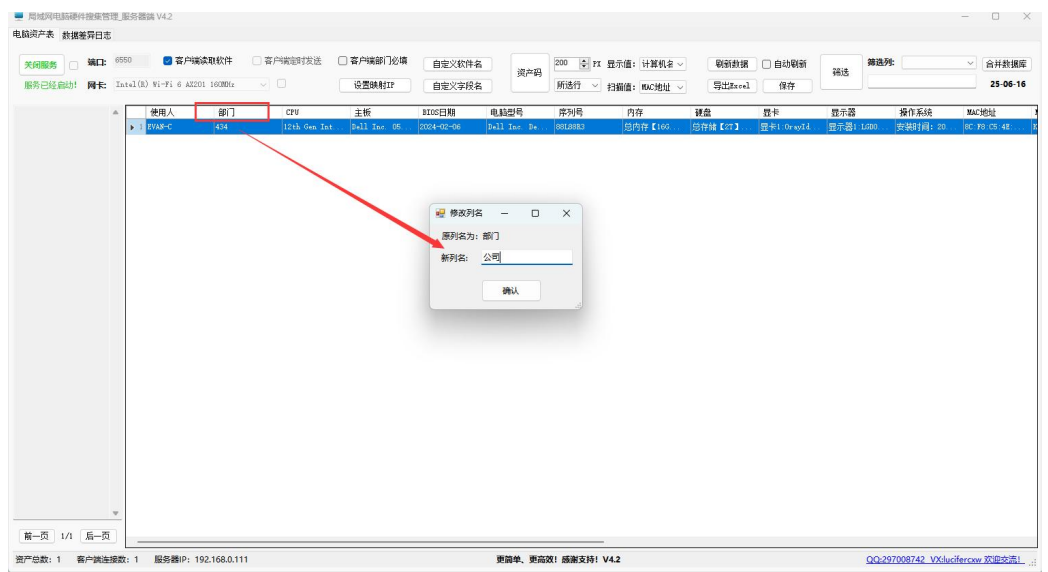 局域网电脑硬件搜集管理_服务器端 V4.2
电脑资产表 数据差异日志
关闭服务 端口: 6550 客户端读取软件 客户端定时发送 客户端部门必填 自定义软件名 资产码 200 PX 显示值: 计算机名 刷新数据 自动刷新 筛选 筛选列: 合并数据库
服务已经启动! 网卡: Intel(R) Wi-Fi 6 AX201 160MHz 设置映射IP 自定义字段名 所选行 扫描值: MAC地址 导出Excel 保存 25-06-16
使用人 部门 CPU 主板 BIOS日期 电脑型号 序列号 内存 硬盘 显卡 显示器 操作系统 MAC地址
1 EVAN-C 434 12th Gen Int... Dell Inc. 05... 2024-02-06 Dell Inc. De... 总内存【16G... 总存储【2T】... 显卡1:OrayId... 显示器1:LG00... 安装时间: 20...
修改列名
原列名为: 部门
新列名: 公司
确认
前一页 1/1 后一页
资产总数: 1 客户端连接数: 1 服务器IP: 192.168.0.111 更简单、更高效! 感谢支持! V4.2 QQ:297008742 VX:lucifercxw 欢迎交流!